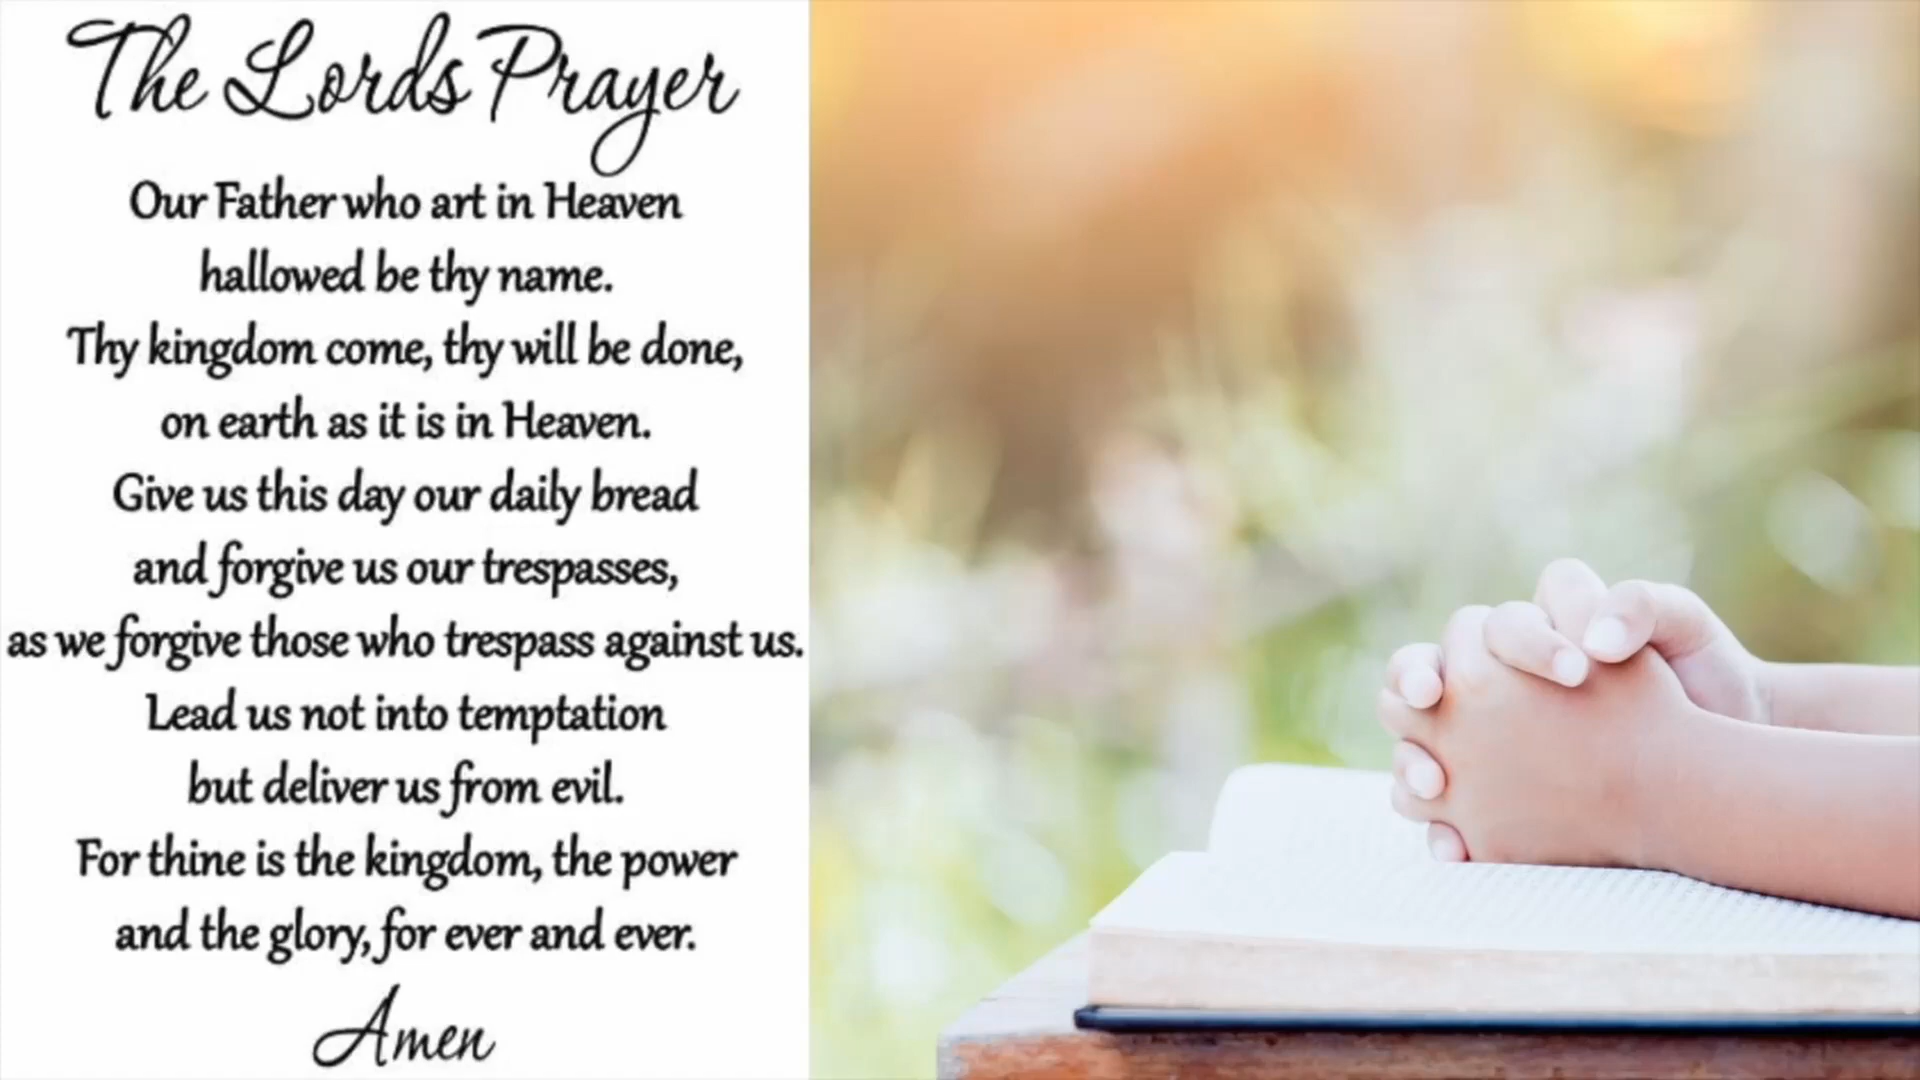 The Lords Prayer
Our Father who art in Heaven
hallowed be thy name.
Thy kingdom come, thy will be done,
on earth as it is in Heaven.
Give us this day our daily bread
and forgive us our trespasses,
as we forgive those who trespass against us.
Lead us not into temptation
but deliver us from evil.
For thine is the kingdom, the power
and the glory, for ever and ever.
Amen